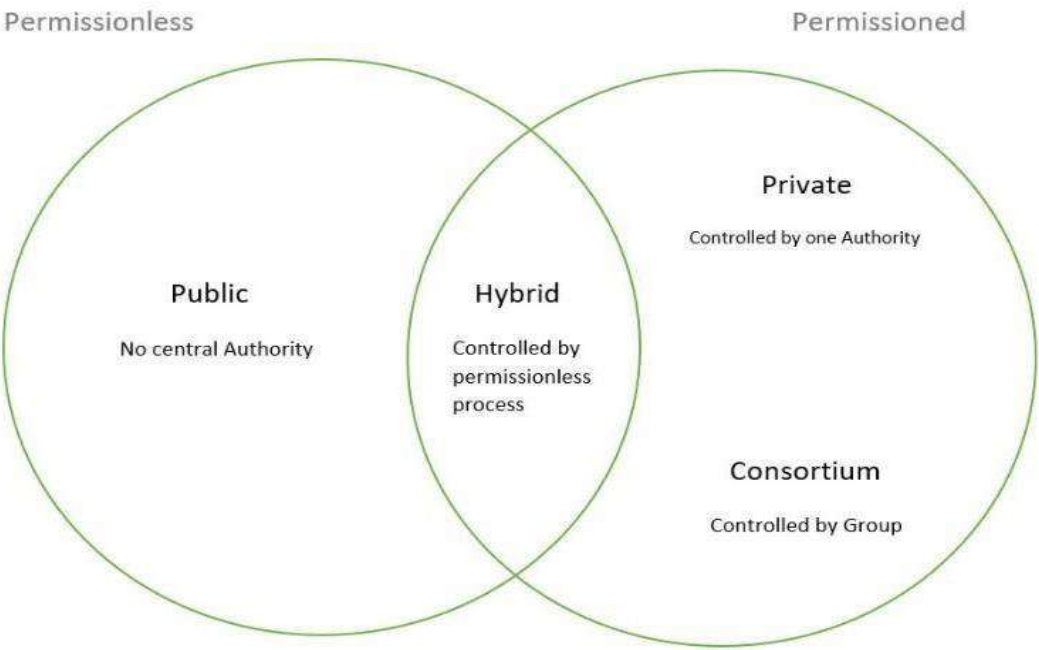 Permissionless
Permissioned
Public
No central Authority
Hybrid
Controlled by
permissionless
process
Private
Controlled by one Authority
Consortium
Controlled by Group